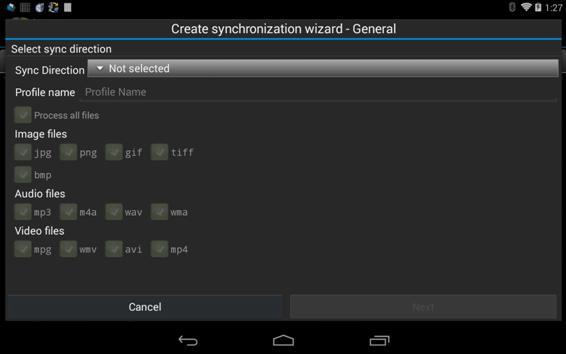 1:27
Create synchronization wizard - General
Select sync direction
Sync Direction Not selected
Profile name Profile Name
Process all files
Image files
jpg png gif tiff
bmp
Audio files
mp3 m4a wav wma
Video files
mpg wmv avi mp4
Cancel Next